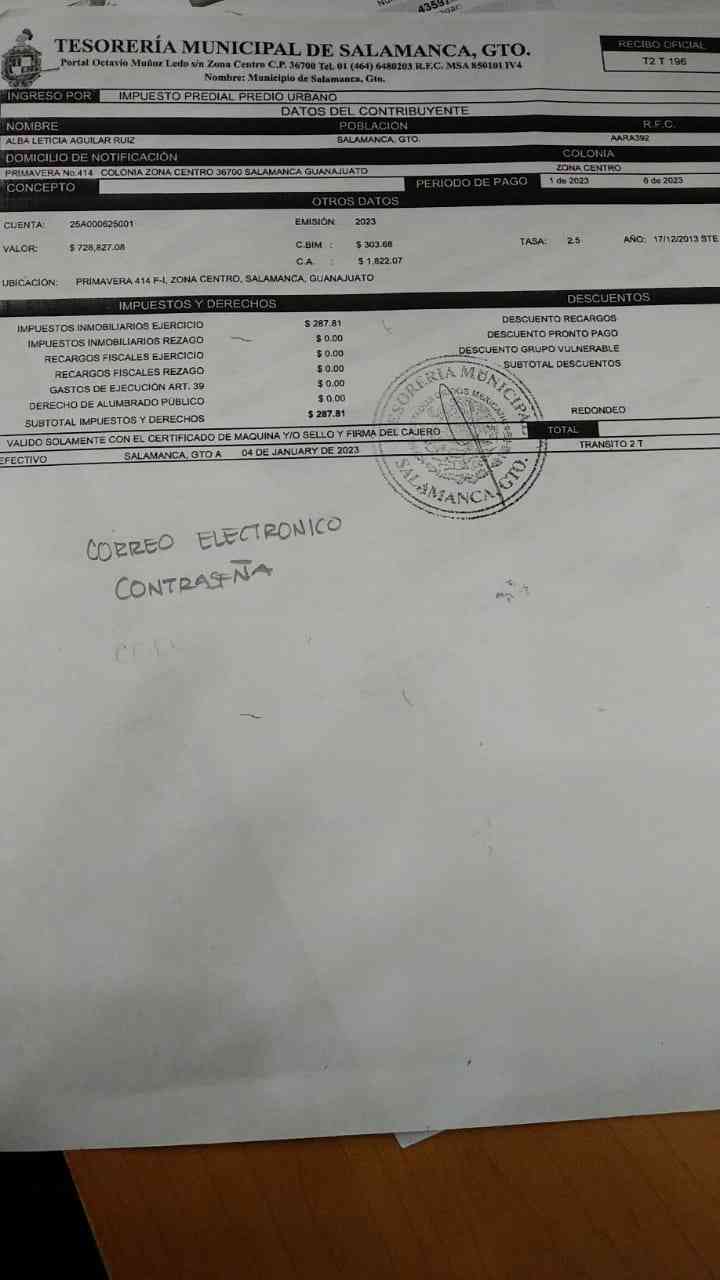 43592
TESORERÍA MUNICIPAL DE SALAMANCA, GTO.
Portal Octavio Muñoz Ledo s/n Zona Centro C.P. 36700 Tel. 01 (464) 6480203 R.F.C. MSA 850101 IV4
Nombre: Municipio de Salamanca, Gto.
RECIBO OFICIAL
T2 T 196
INGRESO POR IMPUESTO PREDIAL PREDIO URBANO
DATOS DEL CONTRIBUYENTE
NOMBRE POBLACIÓN R.F.C.
ALBA LETICIA AGUILAR RUIZ SALAMANCA, GTO. AARA392
DOMICILIO DE NOTIFICACIÓN COLONIA
PRIMAVERA No.414 COLONIA ZONA CENTRO 36700 SALAMANCA GUANAJUATO ZONA CENTRO
CONCEPTO PERIODO DE PAGO 1 de 2023 6 de 2023
OTROS DATOS
CUENTA: 25A000625001 EMISIÓN: 2023
VALOR: $ 728,827.08 C.BIM : $ 303.68 TASA: 2.5 AÑO: 17/12/2013 STE
C.A. : $ 1,822.07
UBICACIÓN: PRIMAVERA 414 F-I, ZONA CENTRO, SALAMANCA, GUANAJUATO
IMPUESTOS Y DERECHOS DESCUENTOS
IMPUESTOS INMOBILIARIOS EJERCICIO $ 287.81 DESCUENTO RECARGOS
IMPUESTOS INMOBILIARIOS REZAGO $ 0.00 DESCUENTO PRONTO PAGO
RECARGOS FISCALES EJERCICIO $ 0.00 DESCUENTO GRUPO VULNERABLE
RECARGOS FISCALES REZAGO $ 0.00 SUBTOTAL DESCUENTOS
GASTOS DE EJECUCIÓN ART. 39 $ 0.00
DERECHO DE ALUMBRADO PÚBLICO $ 0.00
SUBTOTAL IMPUESTOS Y DERECHOS $ 287.81 REDONDEO
VALIDO SOLAMENTE CON EL CERTIFICADO DE MAQUINA Y/O SELLO Y FIRMA DEL CAJERO TOTAL
EFECTIVO SALAMANCA, GTO A 04 DE JANUARY DE 2023 TRANSITO 2 T
TESORERÍA MUNICIPAL
SALAMANCA, GTO.
CORREO ELECTRONICO
CONTRASEÑA